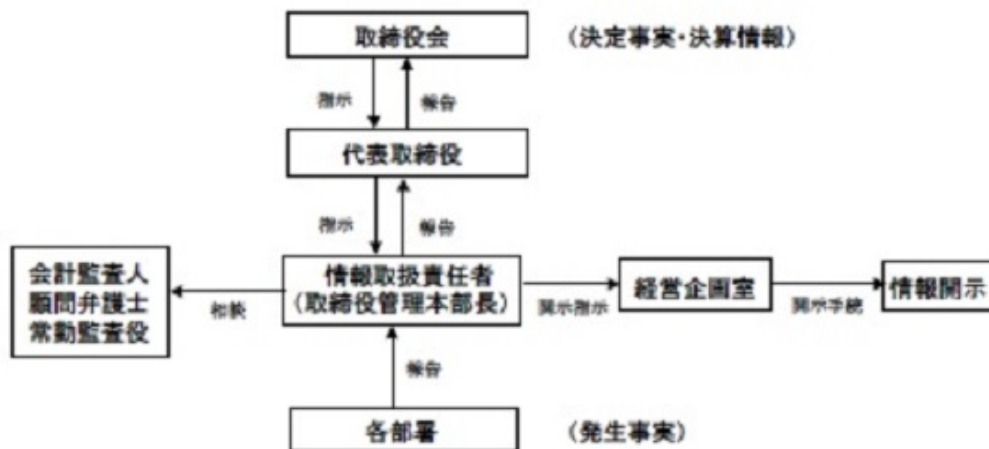 取締役会
(決定事実・決算情報)
指示
報告
代表取締役
指示
報告
会計監査人
顧問弁護士
常勤監査役
相談
情報取扱責任者
(取締役管理本部長)
開示指示
経営企画室
開示手続
情報開示
報告
各部署
(発生事実)